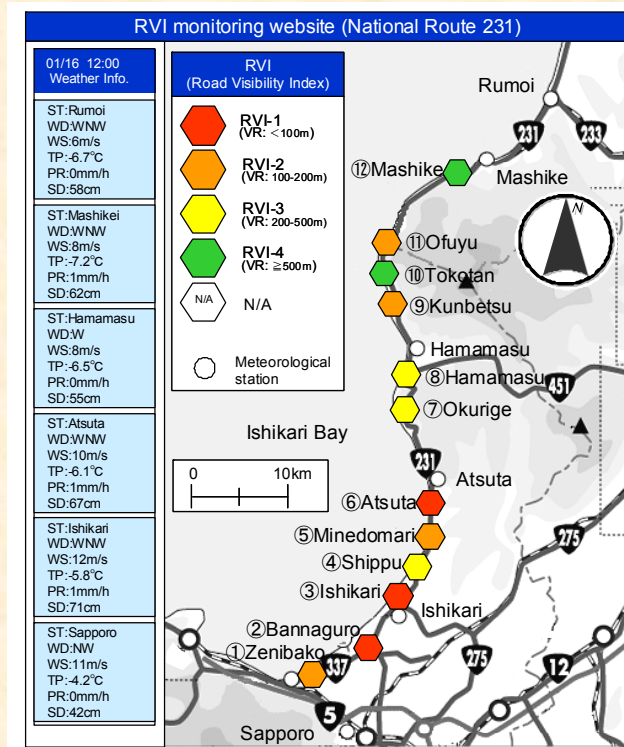 RVI monitoring website (National Route 231)
01/16 12:00
Weather Info.
ST:Rumoi
WD:WNW
WS:6m/s
TP:-6.7°C
PR:0mm/h
SD:58cm
ST:Mashikei
WD:WNW
WS:8m/s
TP:-7.2°C
PR:1mm/h
SD:62cm
ST:Hamamasu
WD:W
WS:8m/s
TP:-6.5°C
PR:0mm/h
SD:55cm
ST:Atsuta
WD:WNW
WS:10m/s
TP:-6.1°C
PR:1mm/h
SD:67cm
ST:Ishikari
WD:WNW
WS:12m/s
TP:-5.8°C
PR:1mm/h
SD:71cm
ST:Sapporo
WD:NW
WS:11m/s
TP:-4.2°C
PR:0mm/h
SD:42cm
RVI
(Road Visibility Index)
RVI-1
(VR: <100m)
RVI-2
(VR: 100-200m)
RVI-3
(VR: 200-500m)
RVI-4
(VR: ≧500m)
N/A
N/A
Meteorological
station
Rumoi
231
233
⑫Mashike
Mashike
N
⑪Ofuyu
⑩Tokotan
⑨Kunbetsu
Hamamasu
⑧Hamamasu
451
⑦Okurige
Ishikari Bay
231
Atsuta
0 10km
⑥Atsuta
⑤Minedomari
275
④Shippu
③Ishikari
Ishikari
②Bannaguro
①Zenibako
337
275
12
5
Sapporo